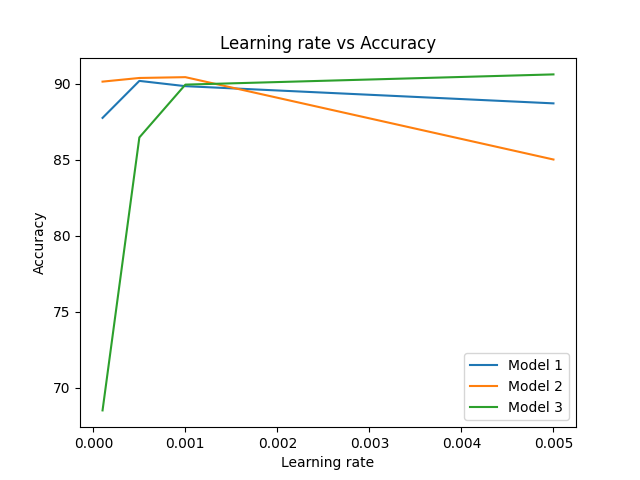 Learning rate vs Accuracy
Accuracy
90
85
80
75
70
Model 1
Model 2
Model 3
0.000 0.001 0.002 0.003 0.004 0.005
Learning rate